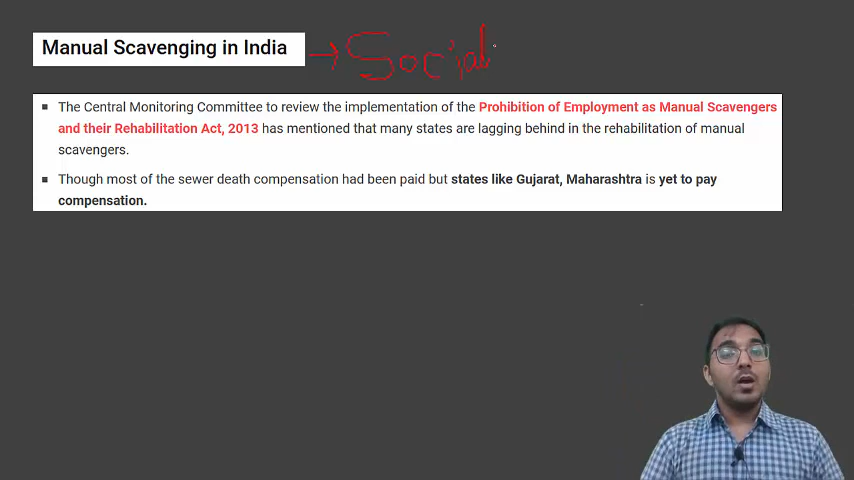 Manual Scavenging in India → Social
▪ The Central Monitoring Committee to review the implementation of the Prohibition of Employment as Manual Scavengers
and their Rehabilitation Act, 2013 has mentioned that many states are lagging behind in the rehabilitation of manual
scavengers.
▪ Though most of the sewer death compensation had been paid but states like Gujarat, Maharashtra is yet to pay
compensation.